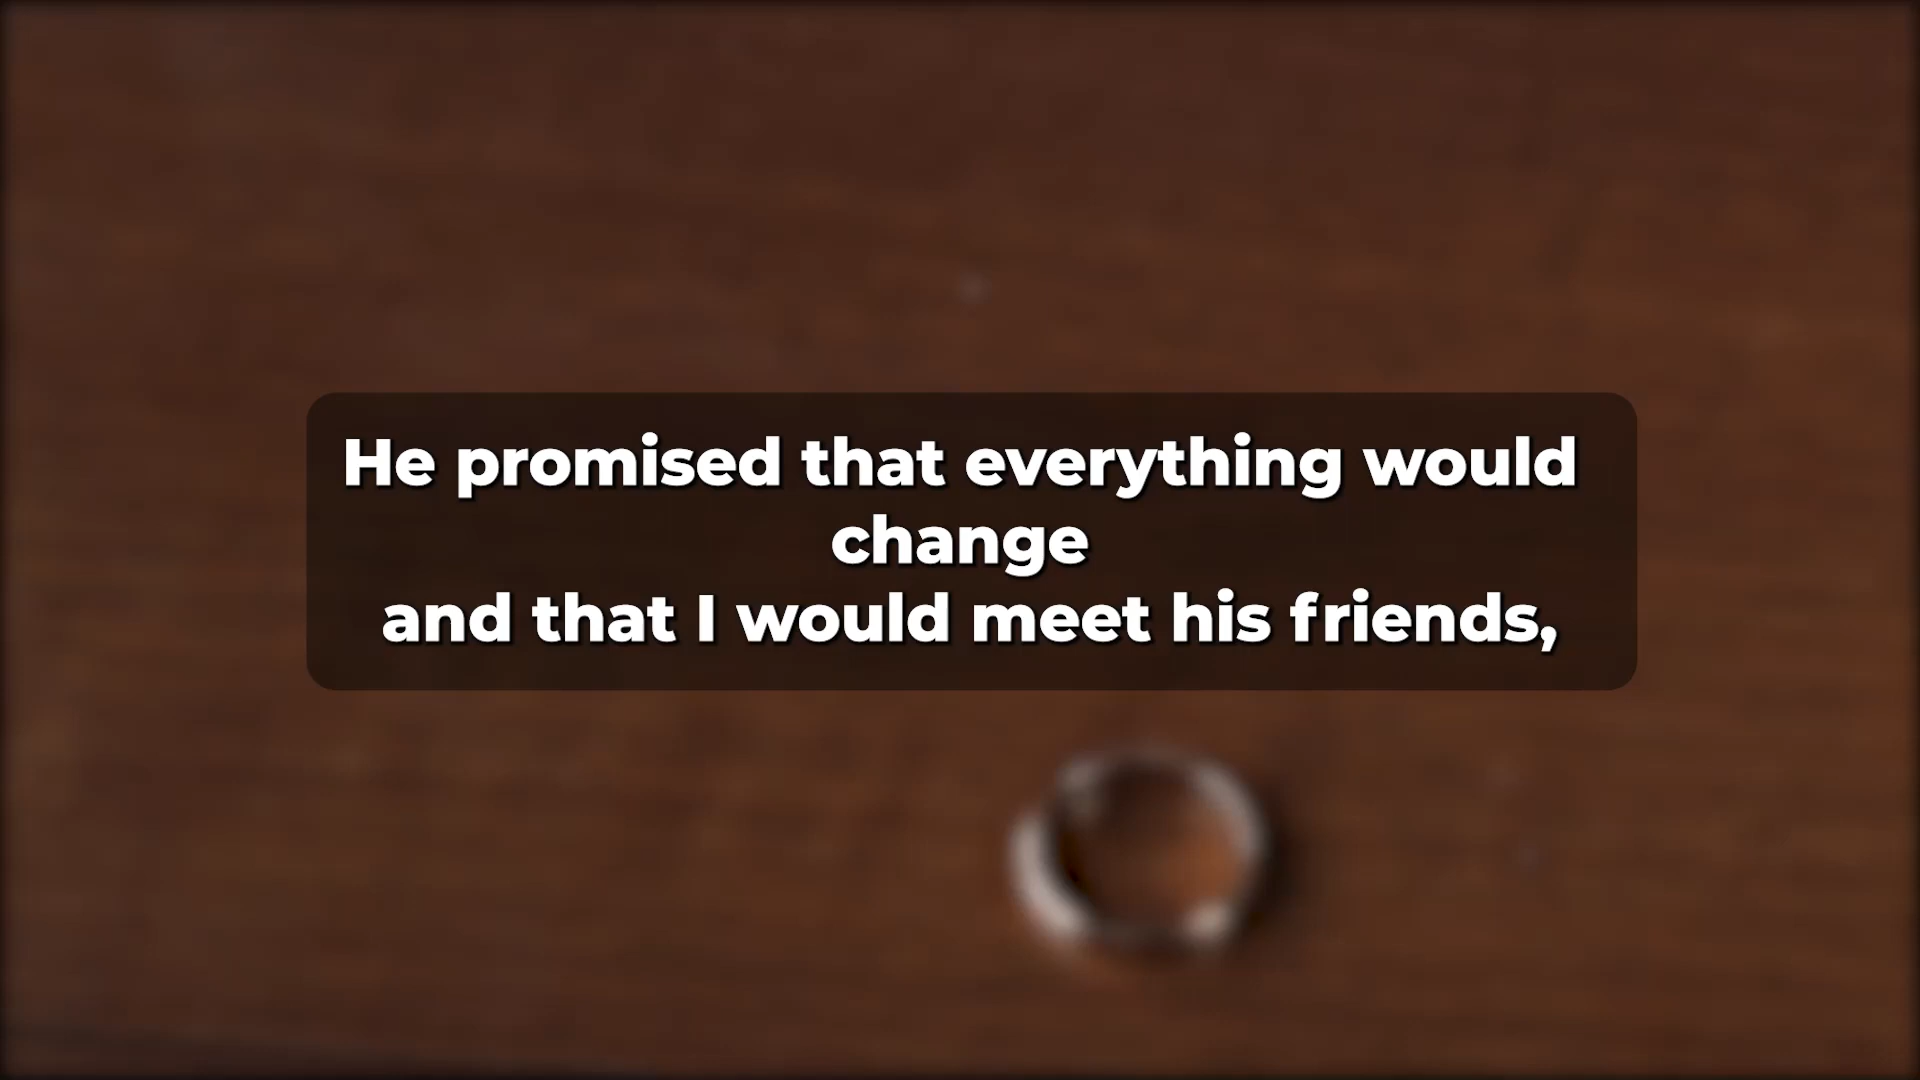 He promised that everything would
change
and that I would meet his friends,